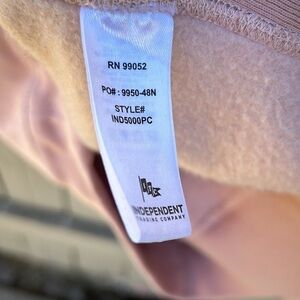 RN 99052
PO# : 9950-48N
STYLE#
IND5000PC
INDEPENDENT
TRADING COMPANY